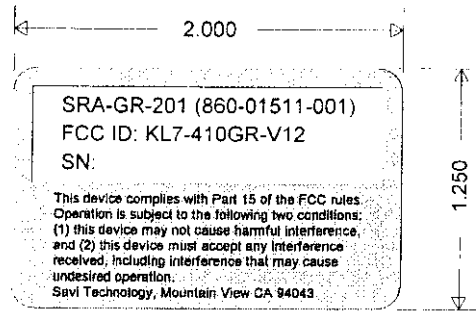 2.000
SRA-GR-201 (860-01511-001)
FCC ID: KL7-410GR-V12
SN:
This device complies with Part 15 of the FCC rules.
Operation is subject to the following two conditions:
(1) this device may not cause harmful interference,
and (2) this device must accept any interference
received, including interference that may cause
undesired operation.
Savi Technology, Mountain View CA 94043
1.250